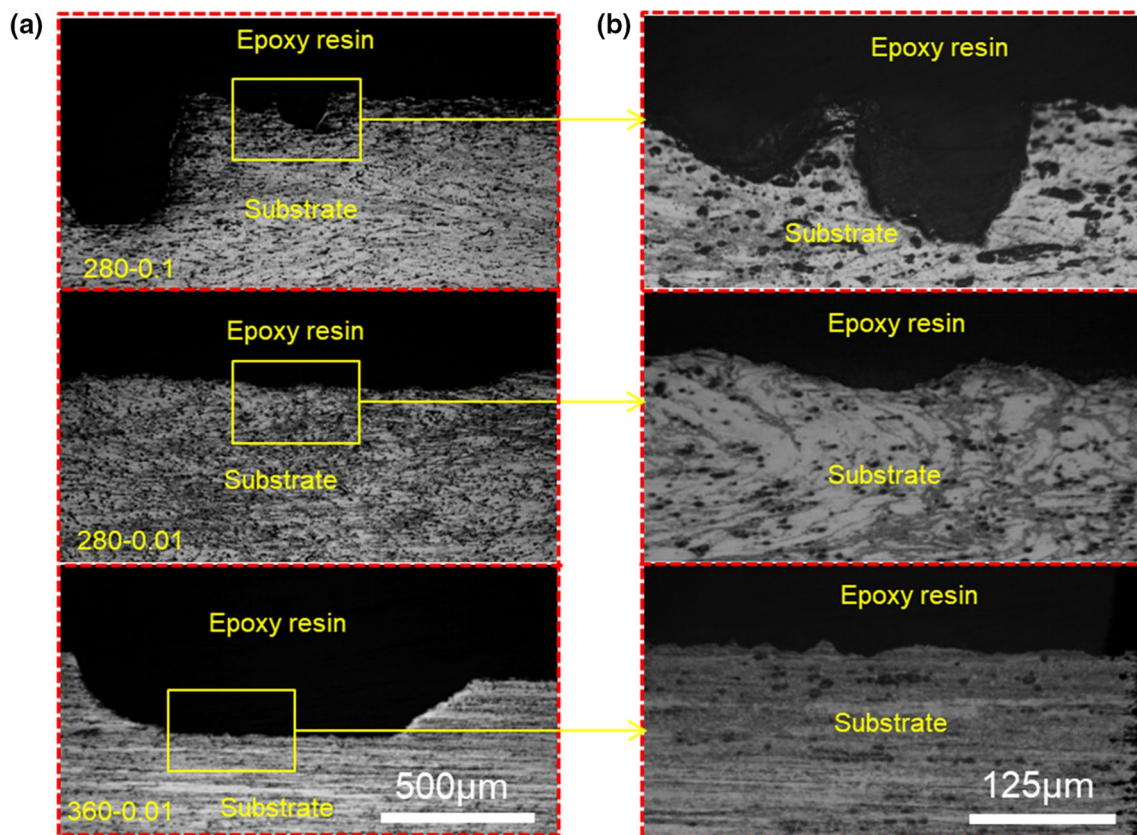 (a)
Epoxy resin
Substrate
280-0.1
Epoxy resin
Substrate
280-0.01
Epoxy resin
360-0.01
Substrate
500μm
(b)
Epoxy resin
Substrate
Epoxy resin
Substrate
Epoxy resin
Substrate
125μm